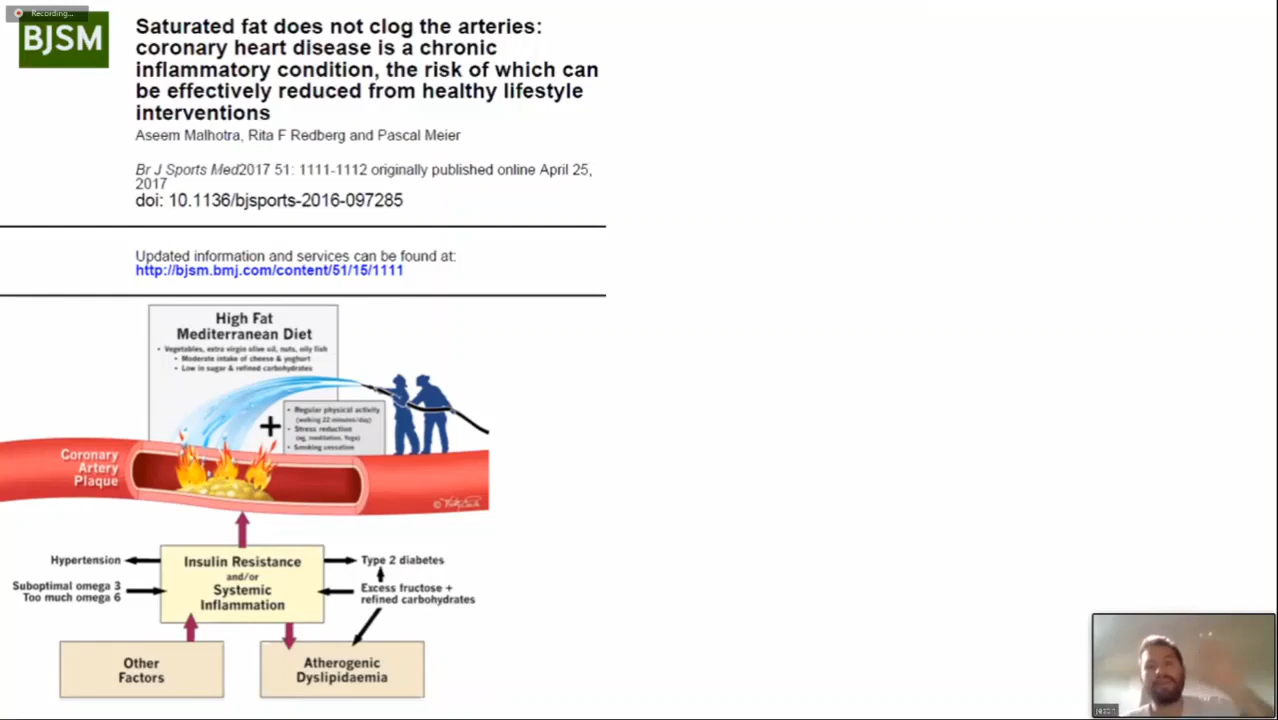 Recording...
BJSM
Saturated fat does not clog the arteries:
coronary heart disease is a chronic
inflammatory condition, the risk of which can
be effectively reduced from healthy lifestyle
interventions
Aseem Malhotra, Rita F Redberg and Pascal Meier
Br J Sports Med2017 51: 1111-1112 originally published online April 25,
2017
doi: 10.1136/bjsports-2016-097285
Updated information and services can be found at:
http://bjsm.bmj.com/content/51/15/1111
High Fat
Mediterranean Diet
• Vegetables, extra virgin olive oil, nuts, oily fish
• Moderate intake of cheese & yoghurt
• Low in sugar & refined carbohydrates
+
• Regular physical activity
(walking 22 minutes/day)
• Stress reduction
(eg, meditation, Yoga)
• Smoking cessation
Coronary
Artery
Plaque
©
Hypertension
Suboptimal omega 3
Too much omega 6
Insulin Resistance
and/or
Systemic
Inflammation
Type 2 diabetes
Excess fructose +
refined carbohydrates
Other
Factors
Atherogenic
Dyslipidaemia